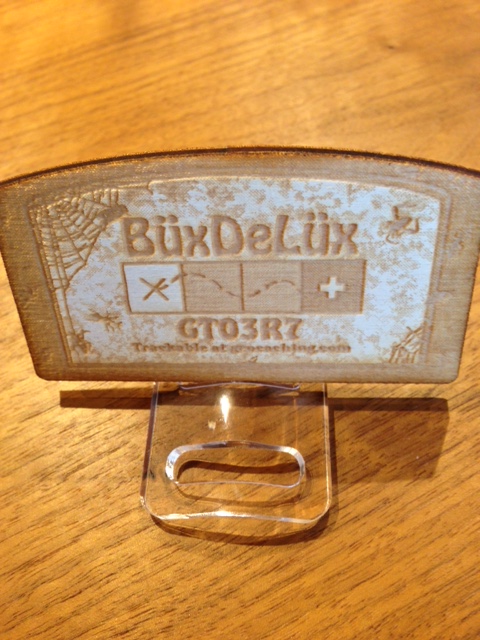 BüxDeLüx
GT03R7
Trackable at geocaching.com